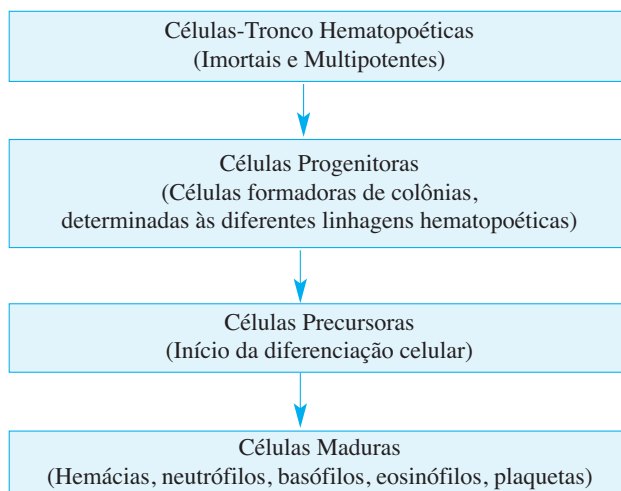 Células-Tronco Hematopoéticas
(Imortais e Multipotentes)
Células Progenitoras
(Células formadoras de colônias,
determinadas às diferentes linhagens hematopoéticas)
Células Precursoras
(Início da diferenciação celular)
Células Maduras
(Hemácias, neutrófilos, basófilos, eosinófilos, plaquetas)